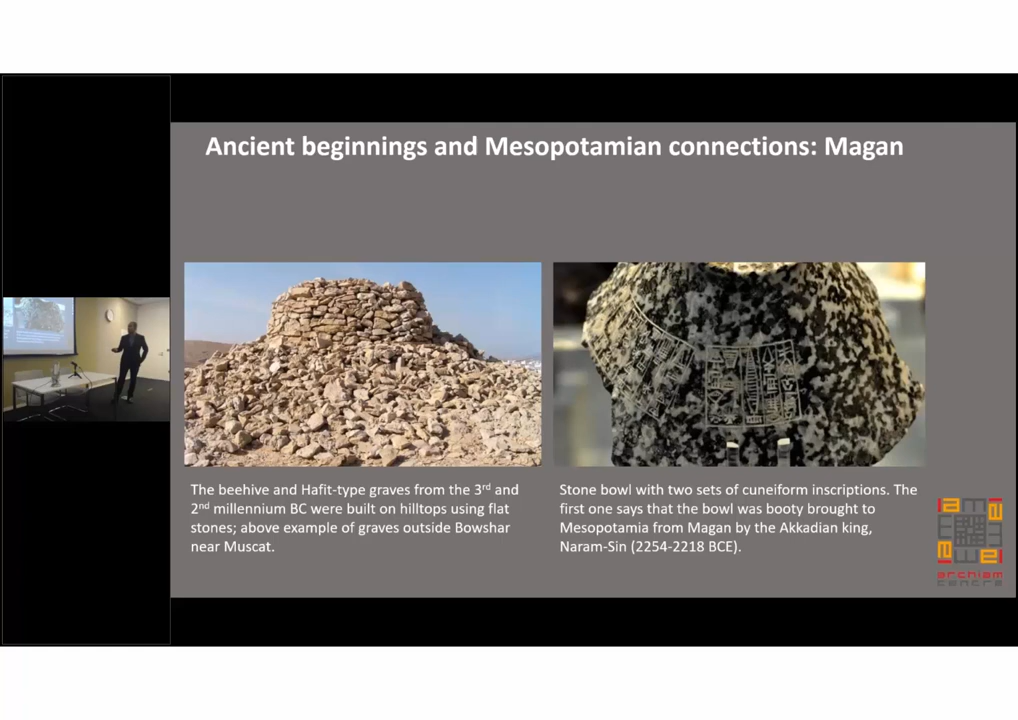 Ancient beginnings and Mesopotamian connections: Magan
The beehive and Hafit-type graves from the 3rd and
2nd millennium BC were built on hilltops using flat
stones; above example of graves outside Bowshar
near Muscat.
Stone bowl with two sets of cuneiform inscriptions. The
first one says that the bowl was booty brought to
Mesopotamia from Magan by the Akkadian king,
Naram-Sin (2254-2218 BCE).
archiam
centre